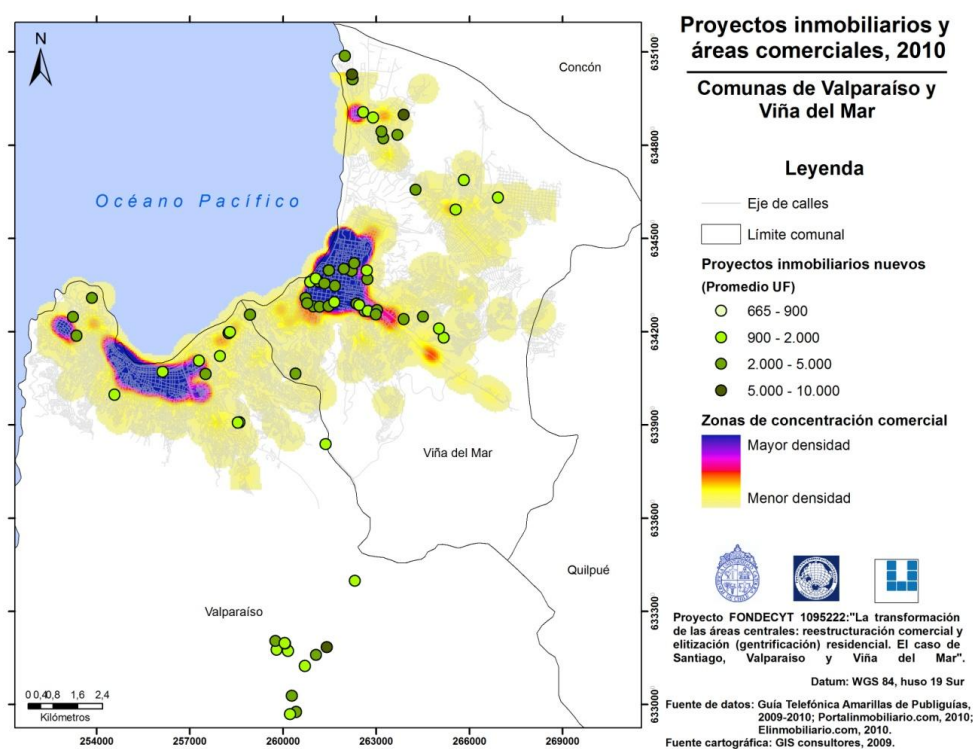 Proyectos inmobiliarios y
áreas comerciales, 2010
Comunas de Valparaíso y
Viña del Mar
Leyenda
Eje de calles
Límite comunal
Proyectos inmobiliarios nuevos
(Promedio UF)
665 - 900
900 - 2.000
2.000 - 5.000
5.000 - 10.000
Zonas de concentración comercial
Mayor densidad
Menor densidad
Proyecto FONDECYT 1095222:"La transformación
de las áreas centrales: reestructuración comercial y
elitización (gentrificación) residencial. El caso de
Santiago, Valparaiso y Viña del Mar".
Datum: WGS 84, huso 19 Sur
Fuente de datos: Guía Telefónica Amarillas de Publiguías,
2009-2010; Portalinmobiliario.com, 2010;
Elinmobiliario.com, 2010.
Fuente cartográfica: GIS consultores, 2009.
N
Concón
Océano Pacífico
Viña del Mar
Quilpué
Valparaíso
0 0,40,8 1,6 2,4
Kilómetros
254000 257000 260000 263000 266000 269000
6351000
6348000
6345000
6342000
6339000
6336000
6333000
6330000